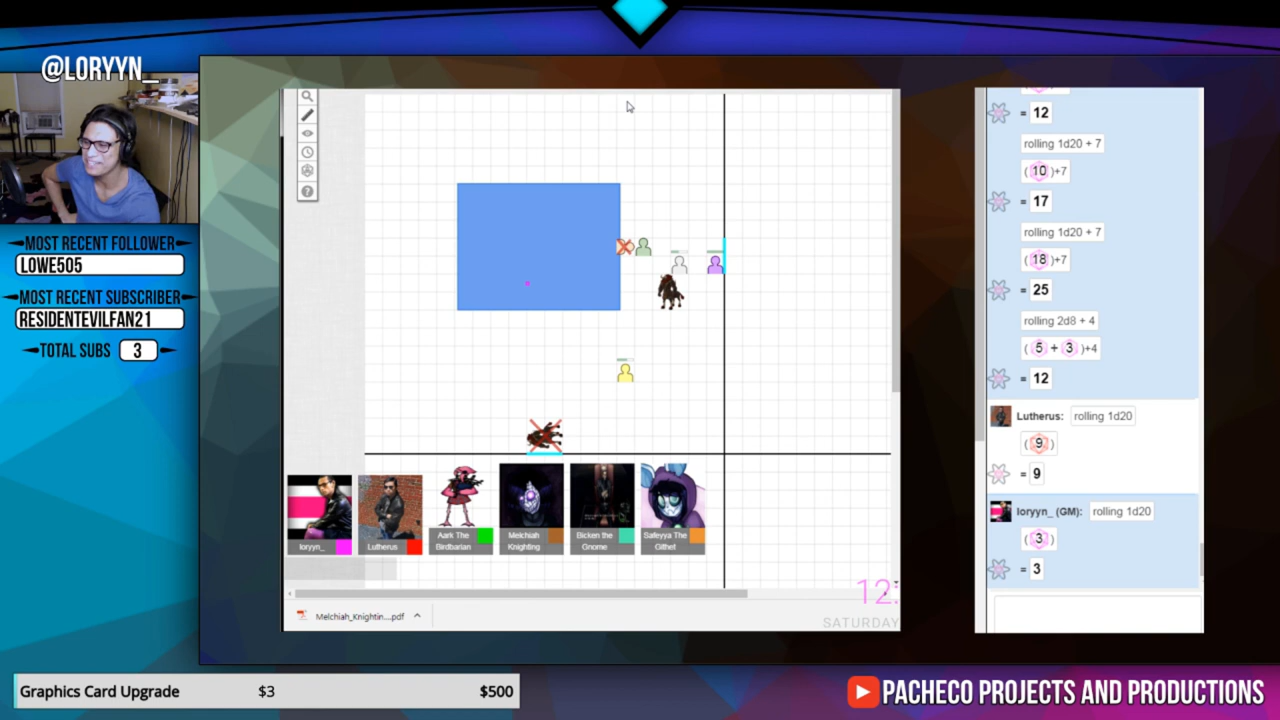 @LORYYN_
MOST RECENT FOLLOWER
LOWE505
MOST RECENT SUBSCRIBER
RESIDENTEVILFAN21
TOTAL SUBS 3
loryyn_
Lutherus
Aark The
Birdbarian
Melchiah
Knighting
Bicken the
Gnome
Safeyya The
Githet
Melchiah_Knightin....pdf
12:
SATURDAY
= 12
rolling 1d20 + 7
(10)+7
= 17
rolling 1d20 + 7
(18)+7
= 25
rolling 2d8 + 4
(5 + 3)+4
= 12
Lutherus: rolling 1d20
(9)
= 9
loryyn_ (GM): rolling 1d20
(3)
= 3
Graphics Card Upgrade $3 $500
PACHECO PROJECTS AND PRODUCTIONS